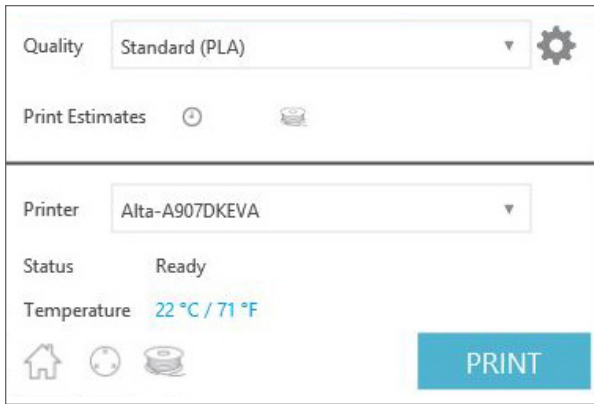 Quality Standard (PLA)
Print Estimates
Printer Alta-A907DKEVA
Status Ready
Temperature 22 °C / 71 °F
PRINT